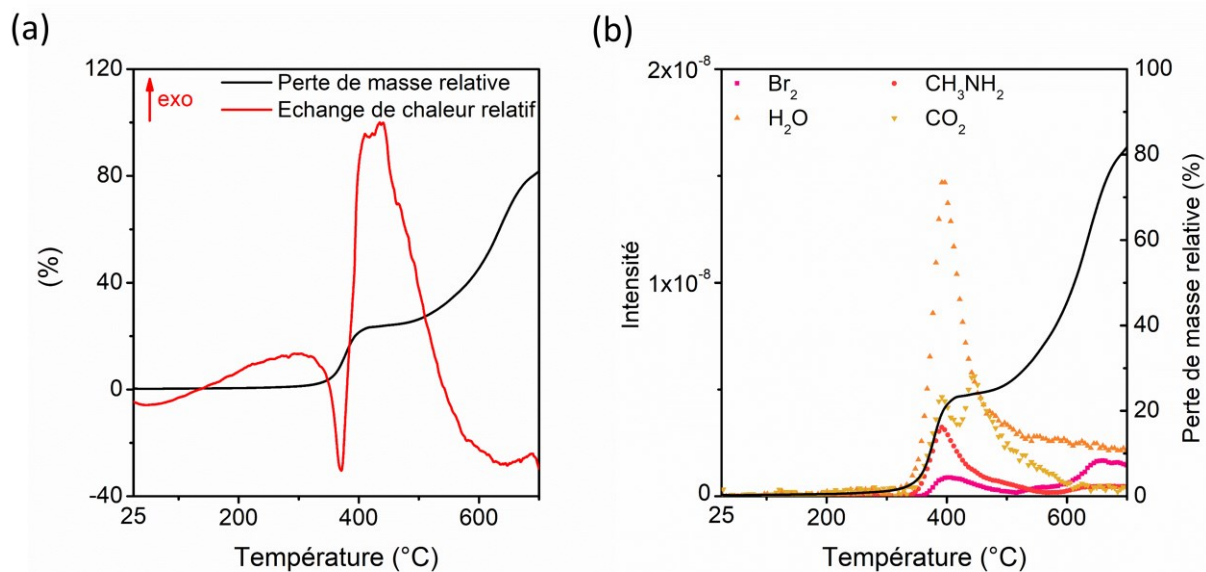 (a)
120
80
40
0
−40
(%)
exo
Perte de masse relative
Echange de chaleur relatif
25 200 400 600
Température (°C)
(b)
2x10⁻⁸
1x10⁻⁸
0
Intensité
Br₂ CH₃NH₂
H₂O CO₂
100
80
60
40
20
0
Perte de masse relative (%)
25 200 400 600
Température (°C)